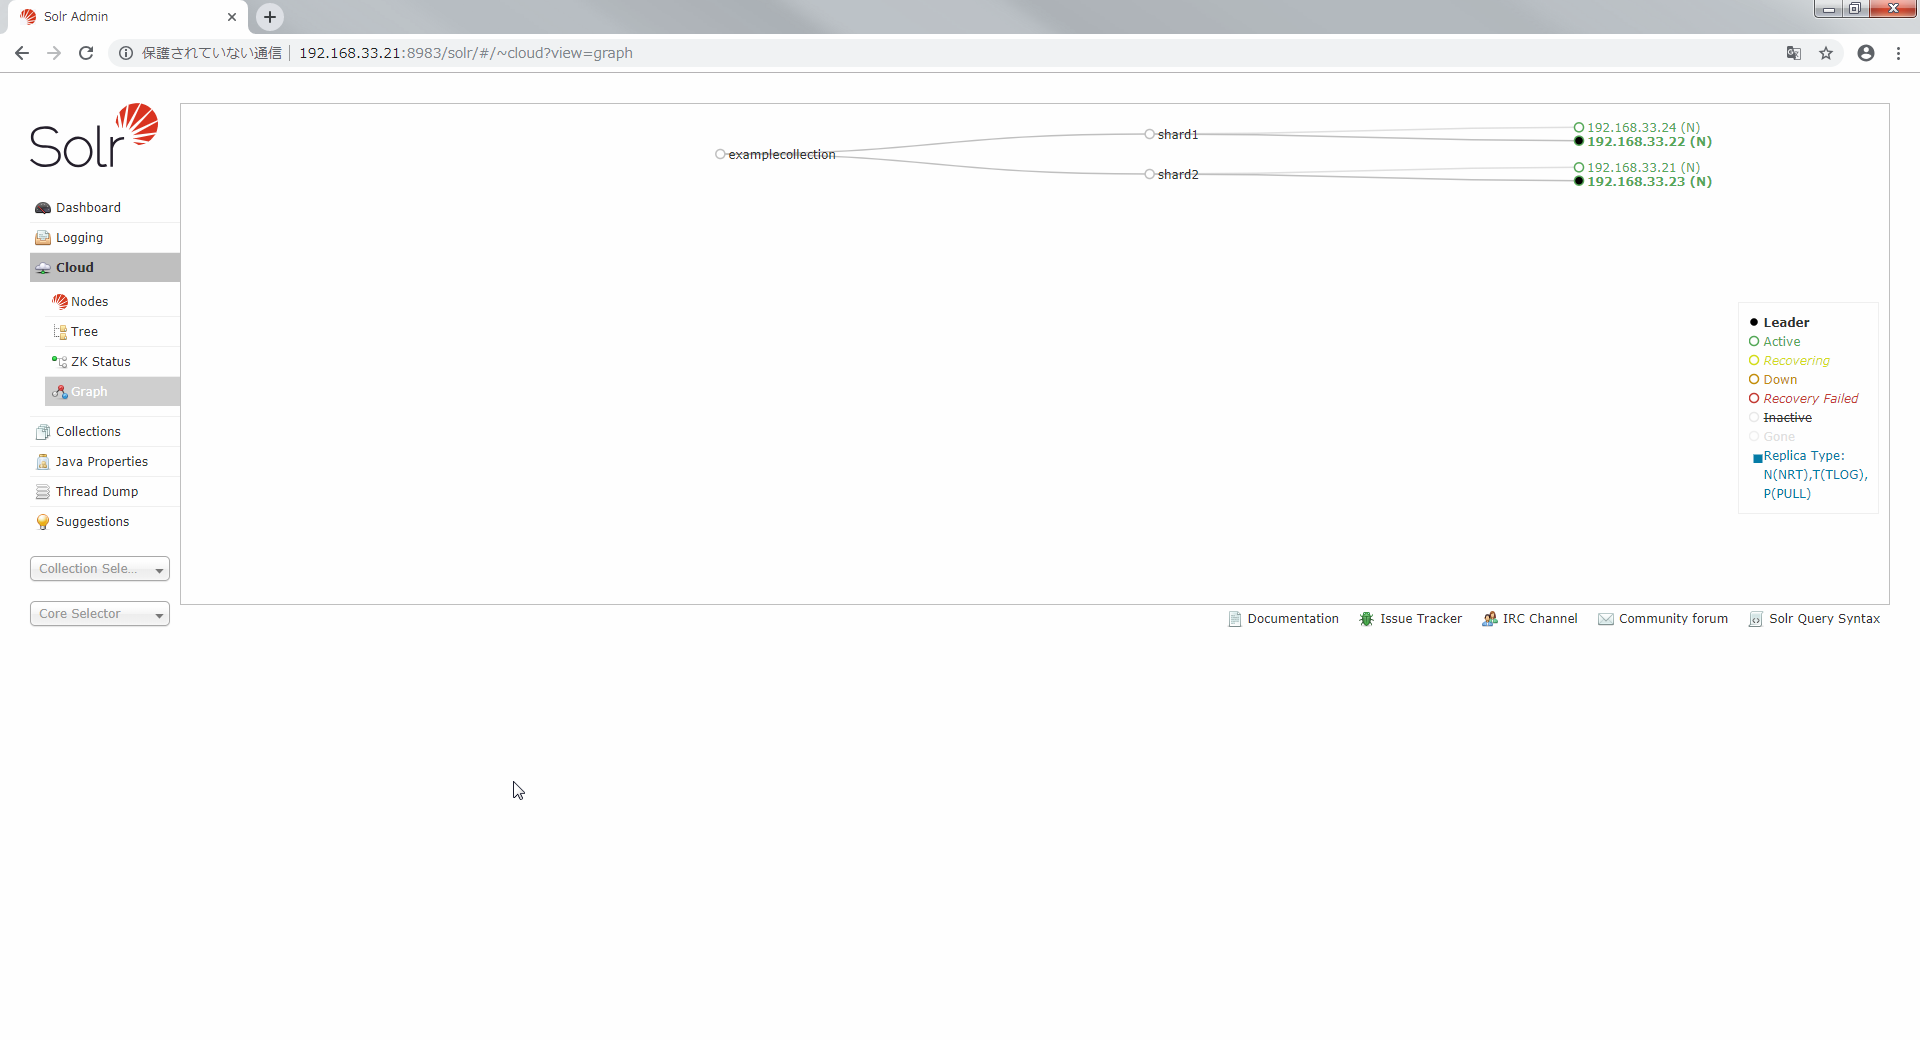 Solr Admin
保護されていない通信 192.168.33.21:8983/solr/#/~cloud?view=graph
Solr
Dashboard
Logging
Cloud
Nodes
Tree
ZK Status
Graph
Collections
Java Properties
Thread Dump
Suggestions
Collection Sele...
Core Selector
examplecollection
shard1
shard2
192.168.33.24 (N)
192.168.33.22 (N)
192.168.33.21 (N)
192.168.33.23 (N)
Leader
Active
Recovering
Down
Recovery Failed
Inactive
Gone
Replica Type:
N(NRT),T(TLOG),
P(PULL)
Documentation Issue Tracker IRC Channel Community forum Solr Query Syntax